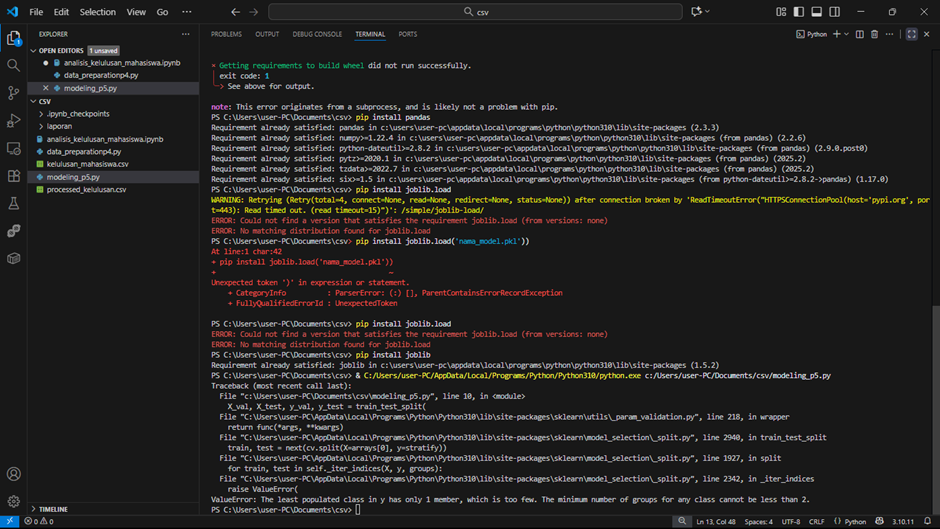 File Edit Selection View Go ··· csv
EXPLORER ···
OPEN EDITORS 1 unsaved
analisis_kelulusan_mahasiswa.ipynb
data_preparationp4.py
modeling_p5.py
CSV
.ipynb_checkpoints
laporan
analisis_kelulusan_mahasiswa.ipynb
data_preparationp4.py
kelulusan_mahasiswa.csv
modeling_p5.py
processed_kelulusan.csv
TIMELINE
PROBLEMS OUTPUT DEBUG CONSOLE TERMINAL PORTS Python
× Getting requirements to build wheel did not run successfully.
exit code: 1
See above for output.
note: This error originates from a subprocess, and is likely not a problem with pip.
PS C:\Users\user-PC\Documents\csv> pip install pandas
Requirement already satisfied: pandas in c:\users\user-pc\appdata\local\programs\python\python310\lib\site-packages (2.3.3)
Requirement already satisfied: numpy>=1.22.4 in c:\users\user-pc\appdata\local\programs\python\python310\lib\site-packages (from pandas) (2.2.6)
Requirement already satisfied: python-dateutil>=2.8.2 in c:\users\user-pc\appdata\local\programs\python\python310\lib\site-packages (from pandas) (2.9.0.post0)
Requirement already satisfied: pytz>=2020.1 in c:\users\user-pc\appdata\local\programs\python\python310\lib\site-packages (from pandas) (2025.2)
Requirement already satisfied: tzdata>=2022.7 in c:\users\user-pc\appdata\local\programs\python\python310\lib\site-packages (from pandas) (2025.2)
Requirement already satisfied: six>=1.5 in c:\users\user-pc\appdata\local\programs\python\python310\lib\site-packages (from python-dateutil>=2.8.2->pandas) (1.17.0)
PS C:\Users\user-PC\Documents\csv> pip install joblib.load
WARNING: Retrying (Retry(total=4, connect=None, read=None, redirect=None, status=None)) after connection broken by 'ReadTimeoutError("HTTPSConnectionPool(host='pypi.org', por
t=443): Read timed out. (read timeout=15)")': /simple/joblib-load/
ERROR: Could not find a version that satisfies the requirement joblib.load (from versions: none)
ERROR: No matching distribution found for joblib.load
PS C:\Users\user-PC\Documents\csv> pip install joblib.load('nama_model.pkl'))
At line:1 char:42
+ pip install joblib.load('nama_model.pkl'))
+ ~
Unexpected token ')' in expression or statement.
+ CategoryInfo : ParserError: (:) [], ParentContainsErrorRecordException
+ FullyQualifiedErrorId : UnexpectedToken
PS C:\Users\user-PC\Documents\csv> pip install joblib.load
ERROR: Could not find a version that satisfies the requirement joblib.load (from versions: none)
ERROR: No matching distribution found for joblib.load
PS C:\Users\user-PC\Documents\csv> pip install joblib
Requirement already satisfied: joblib in c:\users\user-pc\appdata\local\programs\python\python310\lib\site-packages (1.5.2)
PS C:\Users\user-PC\Documents\csv> & C:/Users/user-PC/AppData/Local/Programs/Python/Python310/python.exe c:/Users/user-PC/Documents/csv/modeling_p5.py
Traceback (most recent call last):
File "c:\Users\user-PC\Documents\csv\modeling_p5.py", line 10, in <module>
X_val, X_test, y_val, y_test = train_test_split(
File "C:\Users\user-PC\AppData\Local\Programs\Python\Python310\lib\site-packages\sklearn\utils\_param_validation.py", line 218, in wrapper
return func(*args, **kwargs)
File "C:\Users\user-PC\AppData\Local\Programs\Python\Python310\lib\site-packages\sklearn\model_selection\_split.py", line 2940, in train_test_split
train, test = next(cv.split(X=arrays[0], y=stratify))
File "C:\Users\user-PC\AppData\Local\Programs\Python\Python310\lib\site-packages\sklearn\model_selection\_split.py", line 1927, in split
for train, test in self._iter_indices(X, y, groups):
File "C:\Users\user-PC\AppData\Local\Programs\Python\Python310\lib\site-packages\sklearn\model_selection\_split.py", line 2342, in _iter_indices
raise ValueError(
ValueError: The least populated class in y has only 1 member, which is too few. The minimum number of groups for any class cannot be less than 2.
PS C:\Users\user-PC\Documents\csv>
0 0 Ln 13, Col 48 Spaces: 4 UTF-8 CRLF {} Python 3.10.11